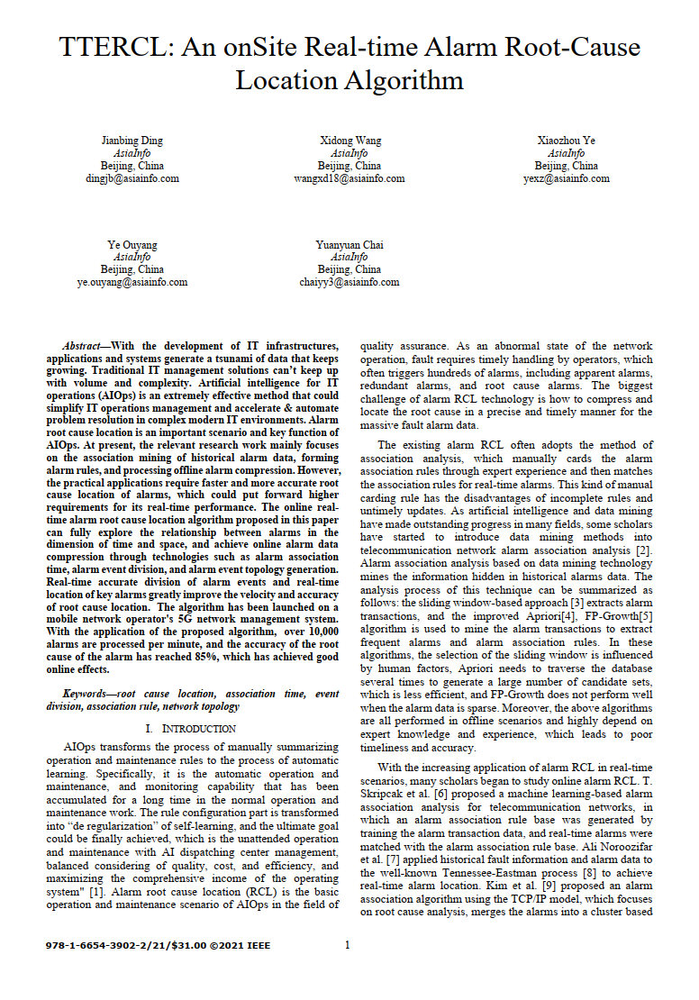 TTERCL: An onSite Real-time Alarm Root-Cause
Location Algorithm
Jianbing Ding
AsiaInfo
Beijing, China
dingjb@asiainfo.com
Xidong Wang
AsiaInfo
Beijing, China
wangxd18@asiainfo.com
Xiaozhou Ye
AsiaInfo
Beijing, China
yexz@asiainfo.com
Ye Ouyang
AsiaInfo
Beijing, China
ye.ouyang@asiainfo.com
Yuanyuan Chai
AsiaInfo
Beijing, China
chaiyy3@asiainfo.com
Abstract—With the development of IT infrastructures,
applications and systems generate a tsunami of data that keeps
growing. Traditional IT management solutions can't keep up
with volume and complexity. Artificial intelligence for IT
operations (AIOps) is an extremely effective method that could
simplify IT operations management and accelerate & automate
problem resolution in complex modern IT environments. Alarm
root cause location is an important scenario and key function of
AIOps. At present, the relevant research work mainly focuses
on the association mining of historical alarm data, forming
alarm rules, and processing offline alarm compression. However,
the practical applications require faster and more accurate root
cause location of alarms, which could put forward higher
requirements for its real-time performance. The online real-
time alarm root cause location algorithm proposed in this paper
can fully explore the relationship between alarms in the
dimension of time and space, and achieve online alarm data
compression through technologies such as alarm association
time, alarm event division, and alarm event topology generation.
Real-time accurate division of alarm events and real-time
location of key alarms greatly improve the velocity and accuracy
of root cause location. The algorithm has been launched on a
mobile network operator's 5G network management system.
With the application of the proposed algorithm, over 10,000
alarms are processed per minute, and the accuracy of the root
cause of the alarm has reached 85%, which has achieved good
online effects.
Keywords—root cause location, association time, event
division, association rule, network topology
I. INTRODUCTION
AIOps transforms the process of manually summarizing
operation and maintenance rules to the process of automatic
learning. Specifically, it is the automatic operation and
maintenance, and monitoring capability that has been
accumulated for a long time in the normal operation and
maintenance work. The rule configuration part is transformed
into “de regularization” of self-learning, and the ultimate goal
could be finally achieved, which is the unattended operation
and maintenance with AI dispatching center management,
balanced considering of quality, cost, and efficiency, and
maximizing the comprehensive income of the operating
system" [1]. Alarm root cause location (RCL) is the basic
operation and maintenance scenario of AIOps in the field of
quality assurance. As an abnormal state of the network
operation, fault requires timely handling by operators, which
often triggers hundreds of alarms, including apparent alarms,
redundant alarms, and root cause alarms. The biggest
challenge of alarm RCL technology is how to compress and
locate the root cause in a precise and timely manner for the
massive fault alarm data.
The existing alarm RCL often adopts the method of
association analysis, which manually cards the alarm
association rules through expert experience and then matches
the association rules for real-time alarms. This kind of manual
carding rule has the disadvantages of incomplete rules and
untimely updates. As artificial intelligence and data mining
have made outstanding progress in many fields, some scholars
have started to introduce data mining methods into
telecommunication network alarm association analysis [2].
Alarm association analysis based on data mining technology
mines the information hidden in historical alarms data. The
analysis process of this technique can be summarized as
follows: the sliding window-based approach [3] extracts alarm
transactions, and the improved Apriori[4], FP-Growth[5]
algorithm is used to mine the alarm transactions to extract
frequent alarms and alarm association rules. In these
algorithms, the selection of the sliding window is influenced
by human factors, Apriori needs to traverse the database
several times to generate a large number of candidate sets,
which is less efficient, and FP-Growth does not perform well
when the alarm data is sparse. Moreover, the above algorithms
are all performed in offline scenarios and highly depend on
expert knowledge and experience, which leads to poor
timeliness and accuracy.
With the increasing application of alarm RCL in real-time
scenarios, many scholars began to study online alarm RCL. T.
Skripcak et al. [6] proposed a machine learning-based alarm
association analysis for telecommunication networks, in
which an alarm association rule base was generated by
training the alarm transaction data, and real-time alarms were
matched with the alarm association rule base. Ali Noroozifar
et al. [7] applied historical fault information and alarm data to
the well-known Tennessee-Eastman process [8] to achieve
real-time alarm location. Kim et al. [9] proposed an alarm
association algorithm using the TCP/IP model, which focuses
on root cause analysis, merges the alarms into a cluster based
978-1-6654-3902-2/21/$31.00 ©2021 IEEE
1